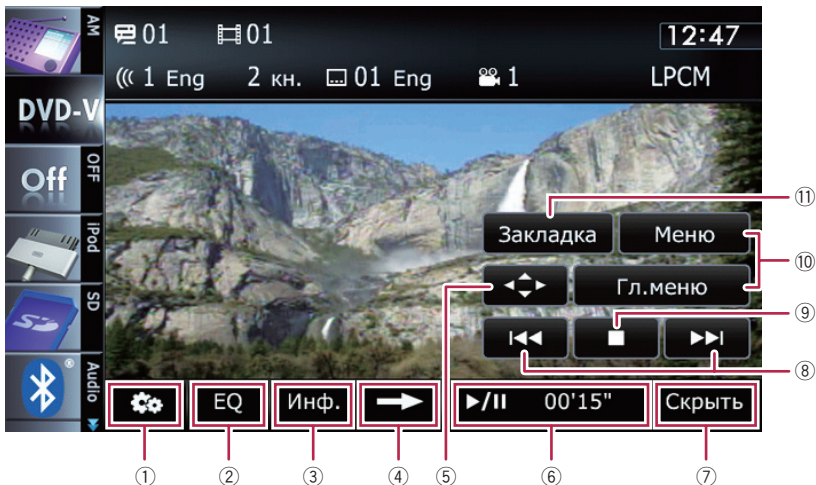 AM
01 01 12:47
1 Eng 2 кн. 01 Eng 1 LPCM
DVD-V
Off OFF
iPod
SD
Audio
Закладка Меню
Гл.меню
EQ Инф. 00'15" Скрыть
⑪
⑩
⑨
⑧
① ② ③ ④ ⑤ ⑥ ⑦